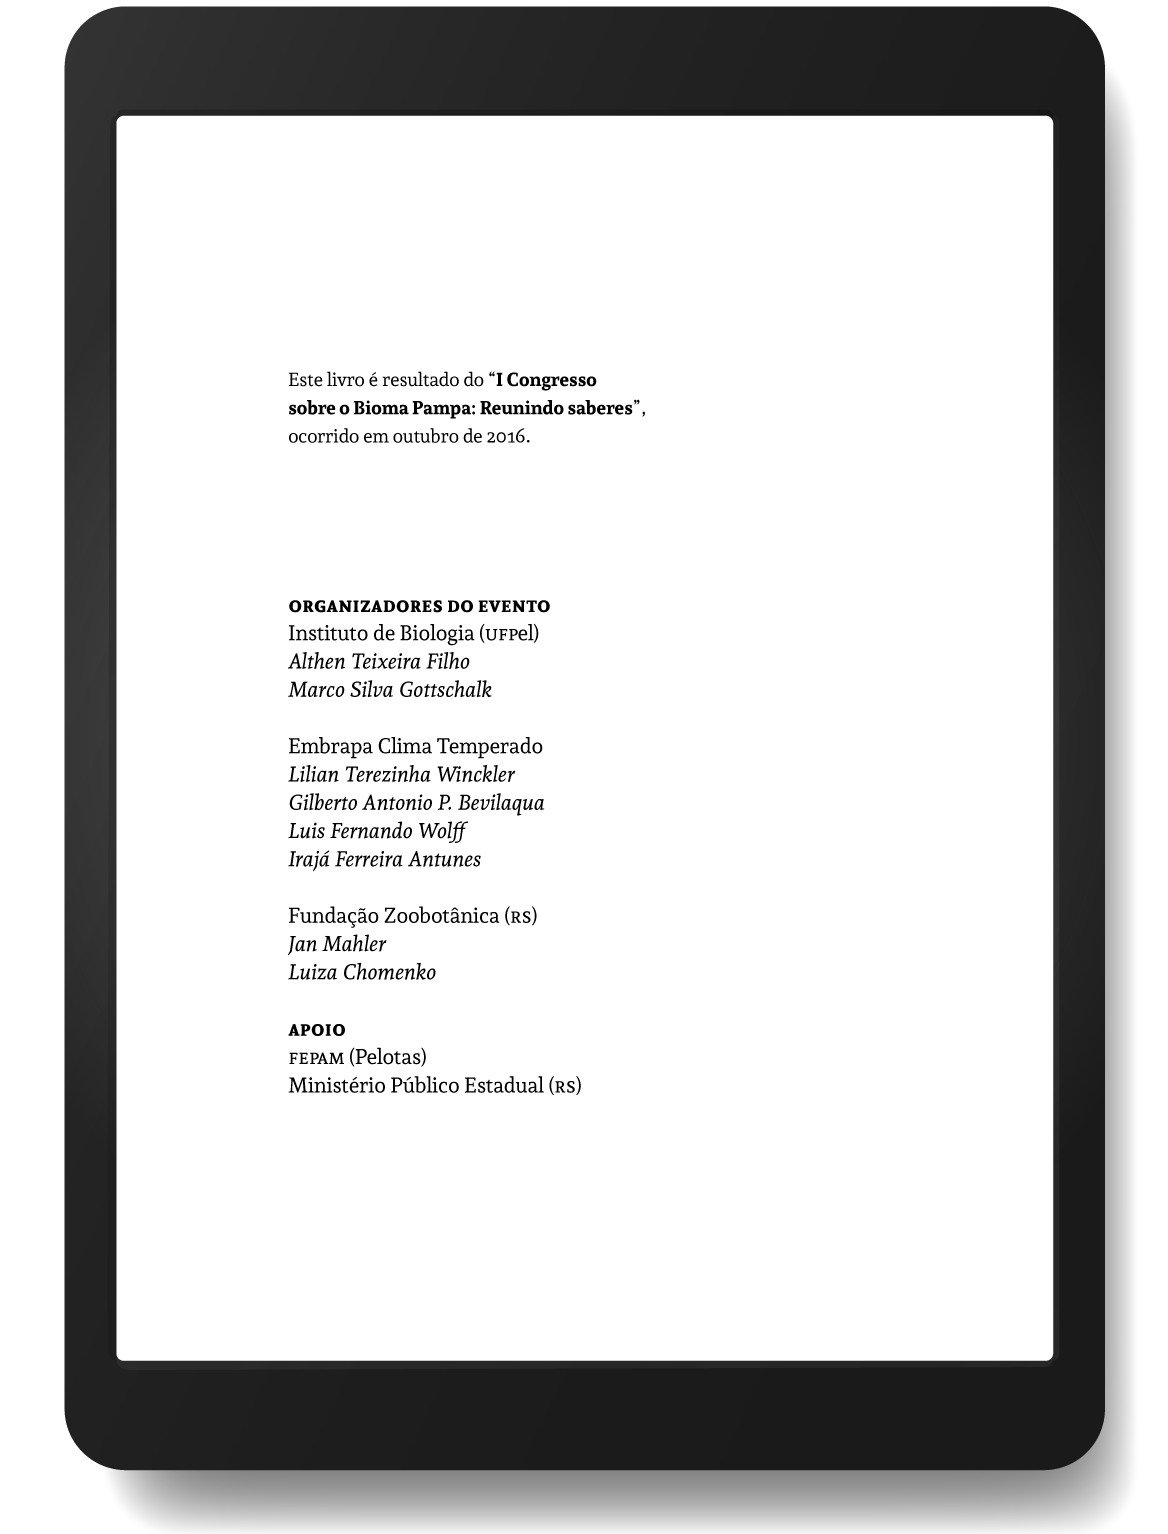 Este livro é resultado do “I Congresso
sobre o Bioma Pampa: Reunindo saberes”,
ocorrido em outubro de 2016.
ORGANIZADORES DO EVENTO
Instituto de Biologia (UFPel)
Althen Teixeira Filho
Marco Silva Gottschalk
Embrapa Clima Temperado
Lilian Terezinha Winckler
Gilberto Antonio P. Bevilaqua
Luis Fernando Wolff
Irajá Ferreira Antunes
Fundação Zoobotânica (RS)
Jan Mahler
Luiza Chomenko
APOIO
FEPAM (Pelotas)
Ministério Público Estadual (RS)